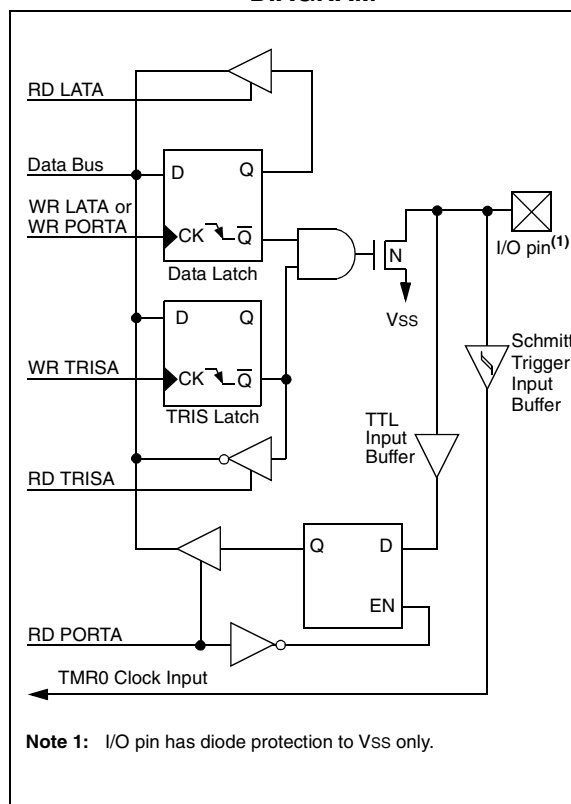 RD LATA
Data Bus
D Q
WR LATA or
WR PORTA
CK Q
I/O pin(1)
Data Latch
N
VSS
D Q
Schmitt
Trigger
Input
Buffer
WR TRISA
CK Q
TRIS Latch
TTL
Input
Buffer
RD TRISA
Q D
EN
RD PORTA
TMR0 Clock Input
Note 1: I/O pin has diode protection to VSS only.